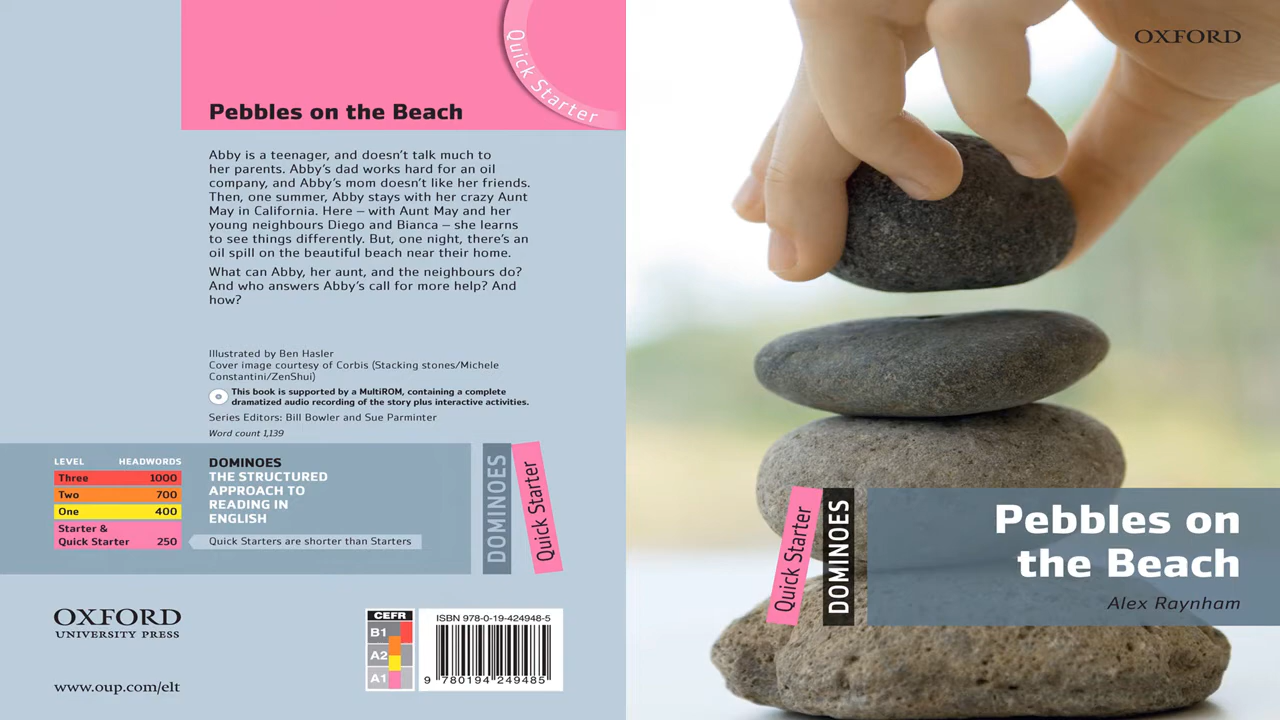 Quick Starter
Pebbles on the Beach
Abby is a teenager, and doesn't talk much to
her parents. Abby's dad works hard for an oil
company, and Abby's mom doesn't like her friends.
Then, one summer, Abby stays with her crazy Aunt
May in California. Here – with Aunt May and her
young neighbours Diego and Bianca – she learns
to see things differently. But, one night, there's an
oil spill on the beautiful beach near their home.
What can Abby, her aunt, and the neighbours do?
And who answers Abby's call for more help? And
how?
Illustrated by Ben Hasler
Cover image courtesy of Corbis (Stacking stones/Michele
Constantini/ZenShui)
This book is supported by a MultiROM, containing a complete
dramatized audio recording of the story plus interactive activities.
Series Editors: Bill Bowler and Sue Parminter
Word count 1,139
LEVEL HEADWORDS
Three 1000
Two 700
One 400
Starter &
Quick Starter 250
DOMINOES
THE STRUCTURED
APPROACH TO
READING IN
ENGLISH
Quick Starters are shorter than Starters
DOMINOES
Quick Starter
OXFORD
UNIVERSITY PRESS
www.oup.com/elt
CEFR
B1
A2
A1
ISBN 978-0-19-424948-5
9 780194 249485
OXFORD
Quick Starter
DOMINOES
Pebbles on
the Beach
Alex Raynham